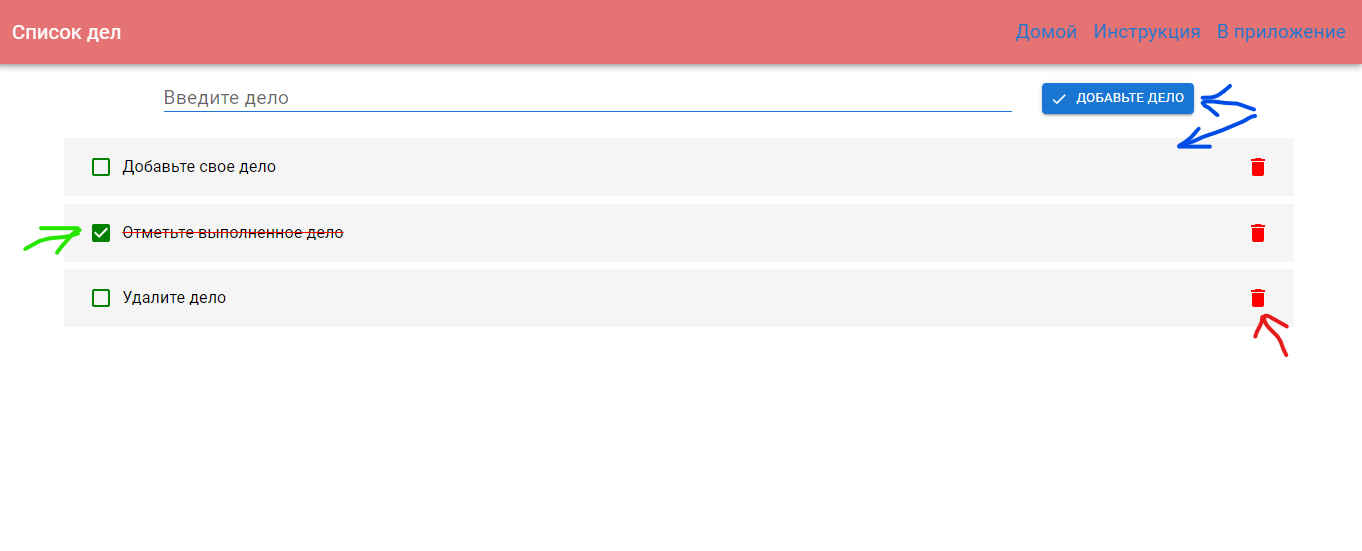 Список дел
Домой Инструкция В приложение
Введите дело
ДОБАВЬТЕ ДЕЛО
Добавьте свое дело
Отметьте выполненное дело
Удалите дело